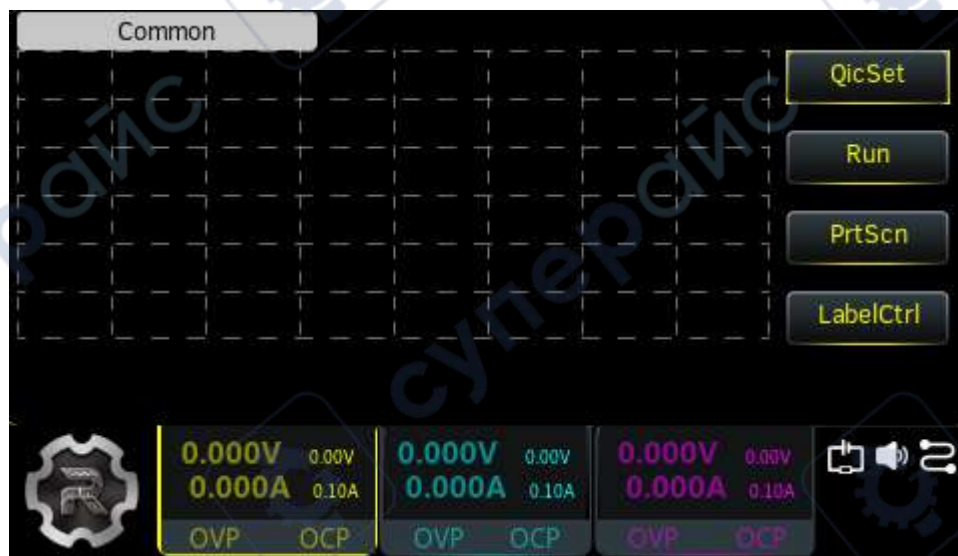 Common
QicSet
Run
PrtScn
LabelCtrl
0.000V 0.00V 0.000V 0.00V 0.000V 0.00V
0.000A 0.10A 0.000A 0.10A 0.000A 0.10A
OVP OCP OVP OCP OVP OCP
R
суперайс